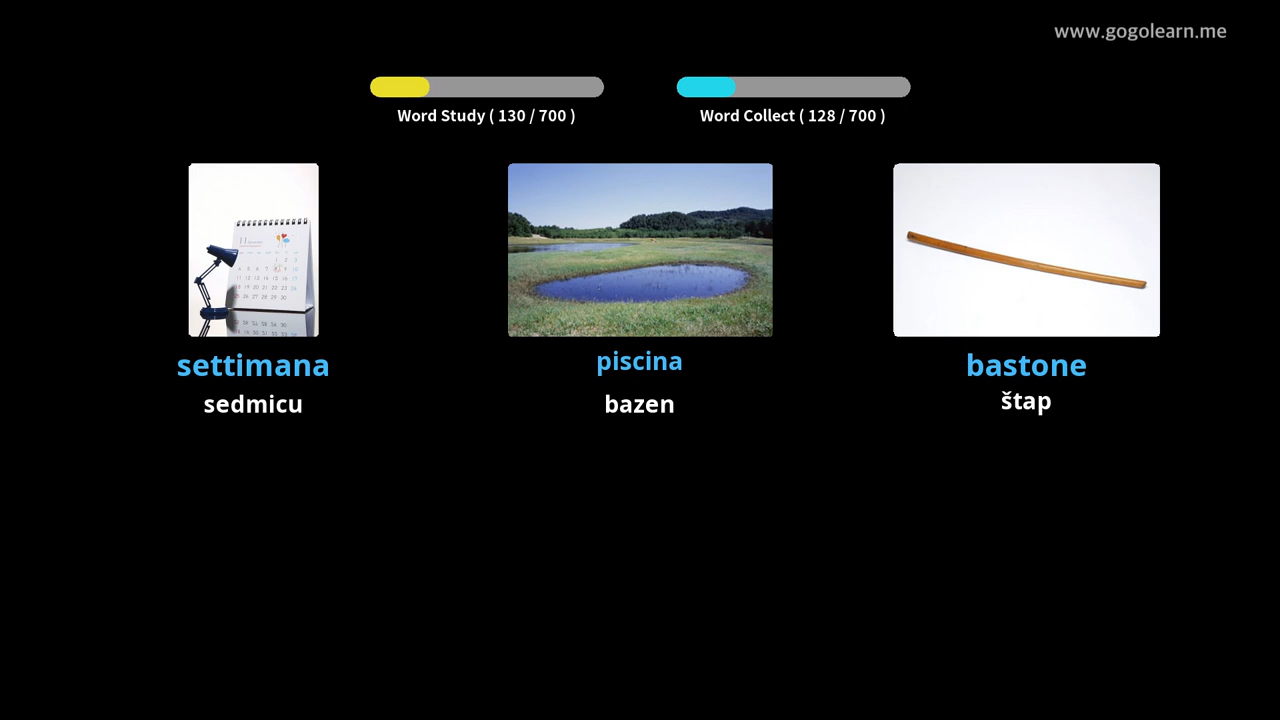 www.gogolearn.me
Word Study ( 130 / 700 )
Word Collect ( 128 / 700 )
settimana
sedmicu
piscina
bazen
bastone
štap